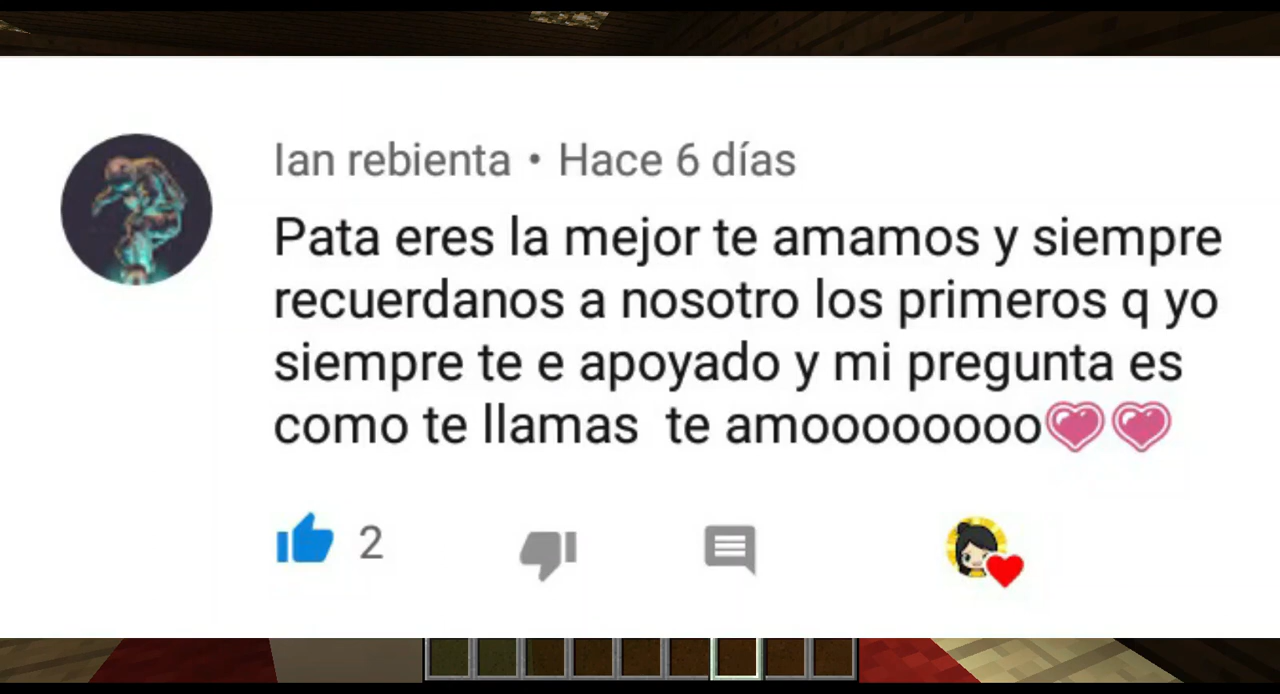 Ian rebienta • Hace 6 días
Pata eres la mejor te amamos y siempre
recuerdanos a nosotro los primeros q yo
siempre te e apoyado y mi pregunta es
como te llamas  te amooooooooo💗💗
2